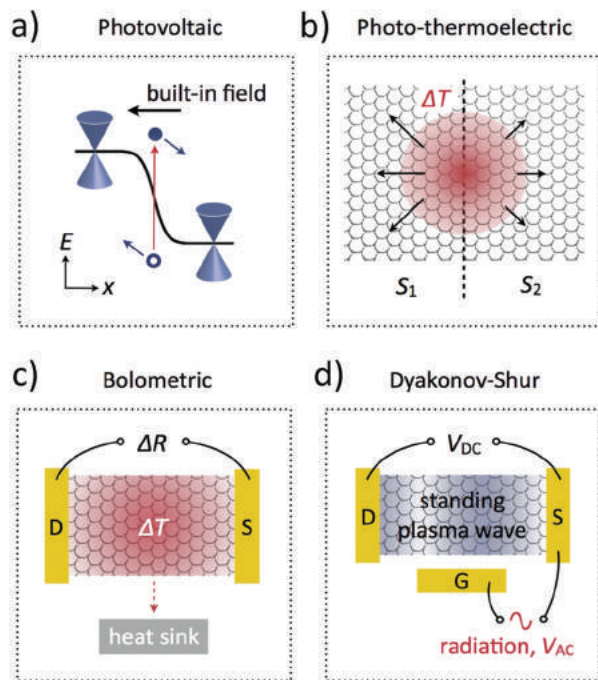 a) Photovoltaic
built-in field
E
x
b) Photo-thermoelectric
ΔT
S1 S2
c) Bolometric
ΔR
D ΔT S
heat sink
d) Dyakonov-Shur
VDC
D standing S
plasma wave
G
radiation, VAC